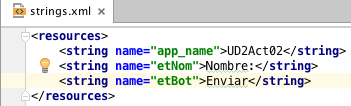 strings.xml
<resources>
<string name="app_name">UD2Act02</string>
<string name="etNom">Nombre:</string>
<string name="etBot">Enviar</string>
</resources>